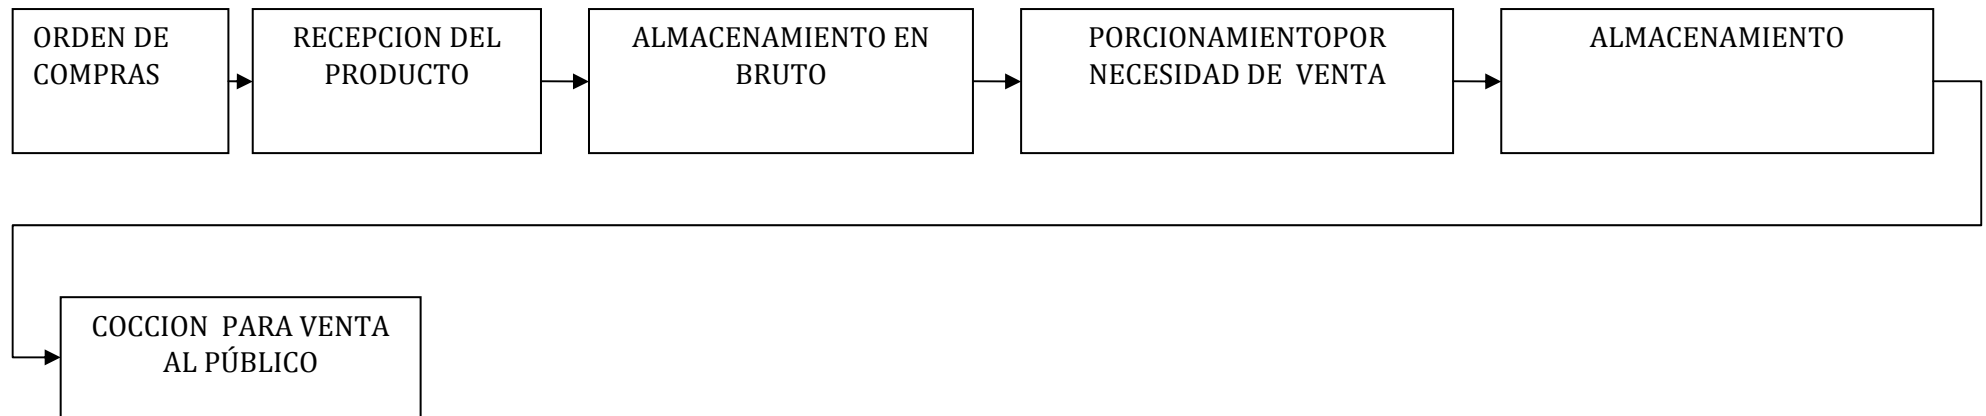 ORDEN DE
COMPRAS
RECEPCION DEL
PRODUCTO
ALMACENAMIENTO EN
BRUTO
PORCIONAMIENTOPOR
NECESIDAD DE  VENTA
ALMACENAMIENTO
COCCION  PARA VENTA
AL PÚBLICO